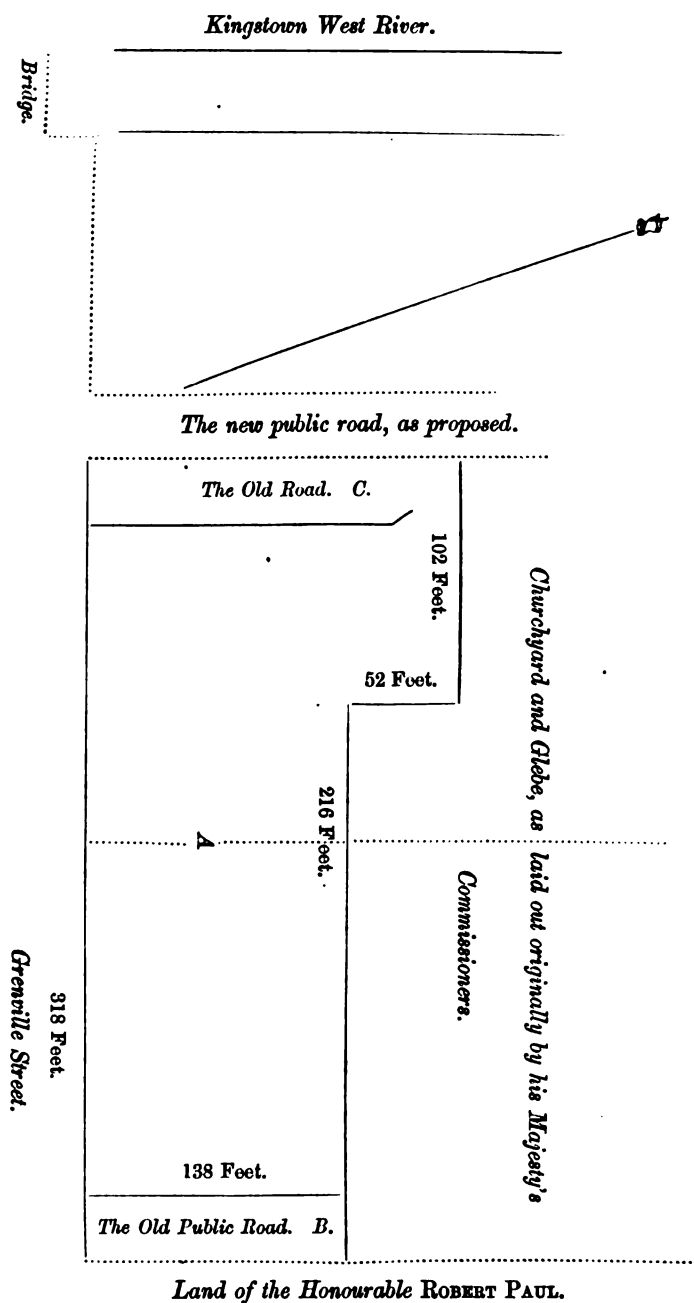 Kingstown West River.
Bridge.
The new public road, as proposed.
The Old Road. C.
102 Feet.
52 Feet.
Churchyard and Glebe, as laid out originally by his Majesty's
Commissioners.
216 Feet.
A
318 Feet.
Grenville Street.
138 Feet.
The Old Public Road. B.
Land of the Honourable ROBERT PAUL.